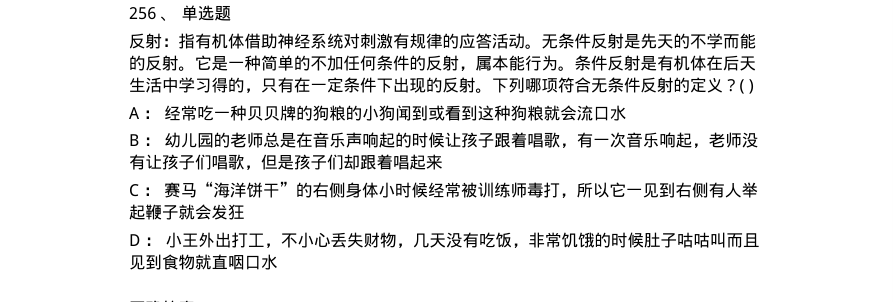 256 、 单选题
反射：指有机体借助神经系统对刺激有规律的应答活动。无条件反射是先天的不学而能
的反射。它是一种简单的不加任何条件的反射，属本能行为。条件反射是有机体在后天
生活中学习得的，只有在一定条件下出现的反射。下列哪项符合无条件反射的定义？( )
A： 经常吃一种贝贝牌的狗粮的小狗闻到或看到这种狗粮就会流口水
B： 幼儿园的老师总是在音乐声响起的时候让孩子跟着唱歌，有一次音乐响起，老师没
有让孩子们唱歌，但是孩子们却跟着唱起来
C： 赛马“海洋饼干”的右侧身体小时候经常被训练师毒打，所以它一见到右侧有人举
起鞭子就会发狂
D： 小王外出打工，不小心丢失财物，几天没有吃饭，非常饥饿的时候肚子咕咕叫而且
见到食物就直咽口水